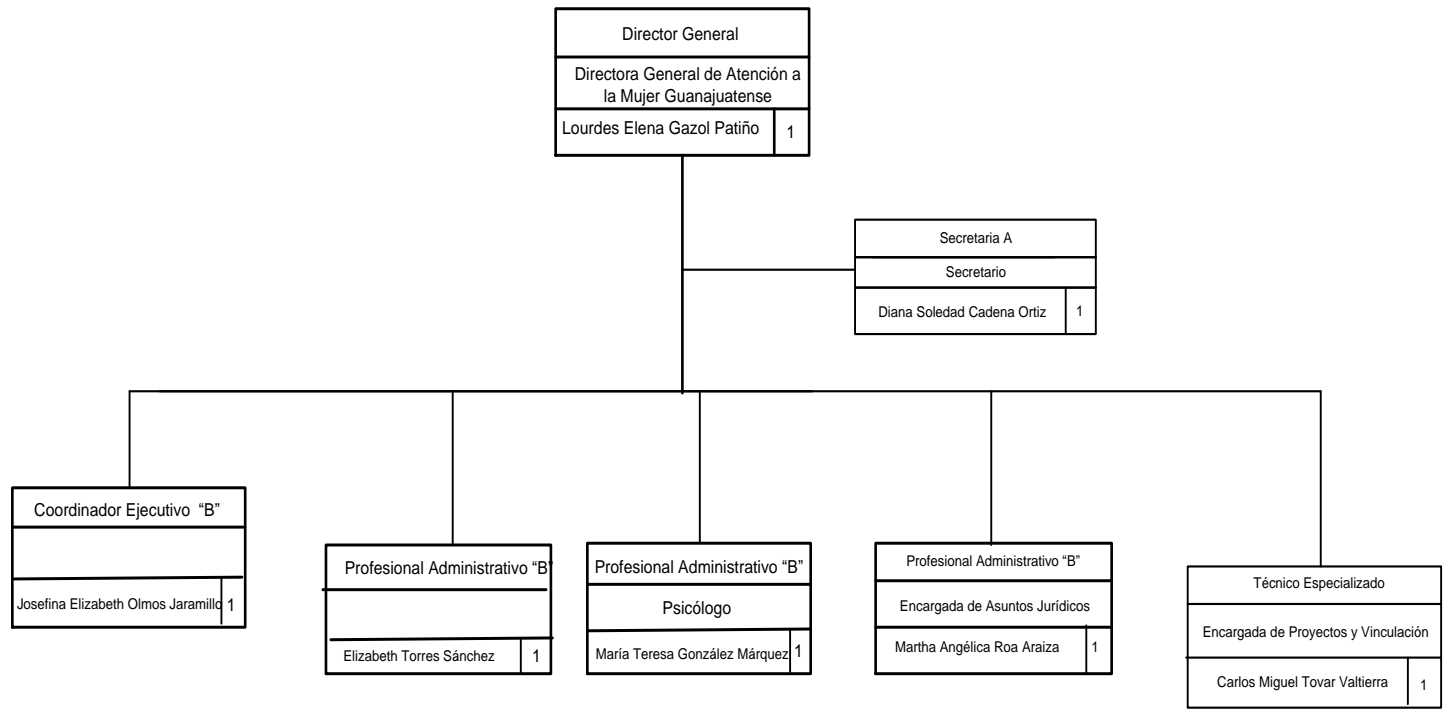 Director General
Directora General de Atención a
la Mujer Guanajuatense
Lourdes Elena Gazol Patiño 1
Secretaria A
Secretario
Diana Soledad Cadena Ortiz 1
Coordinador Ejecutivo “B”
Josefina Elizabeth Olmos Jaramillo 1
Profesional Administrativo “B”
Elizabeth Torres Sánchez 1
Profesional Administrativo “B”
Psicólogo
María Teresa González Márquez 1
Profesional Administrativo “B”
Encargada de Asuntos Jurídicos
Martha Angélica Roa Araiza 1
Técnico Especializado
Encargada de Proyectos y Vinculación
Carlos Miguel Tovar Valtierra 1